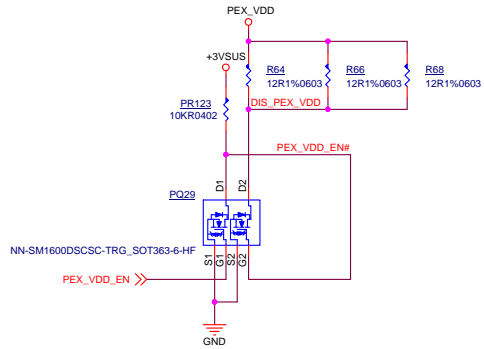 PEX_VDD
+3VSUS
R64
12R1%0603
R66
12R1%0603
R68
12R1%0603
PR123
10KR0402
DIS_PEX_VDD
PEX_VDD_EN#
PQ29
D1
D2
NN-SM1600DSCSC-TRG_SOT363-6-HF
S1
G1
S2
G2
PEX_VDD_EN
GND